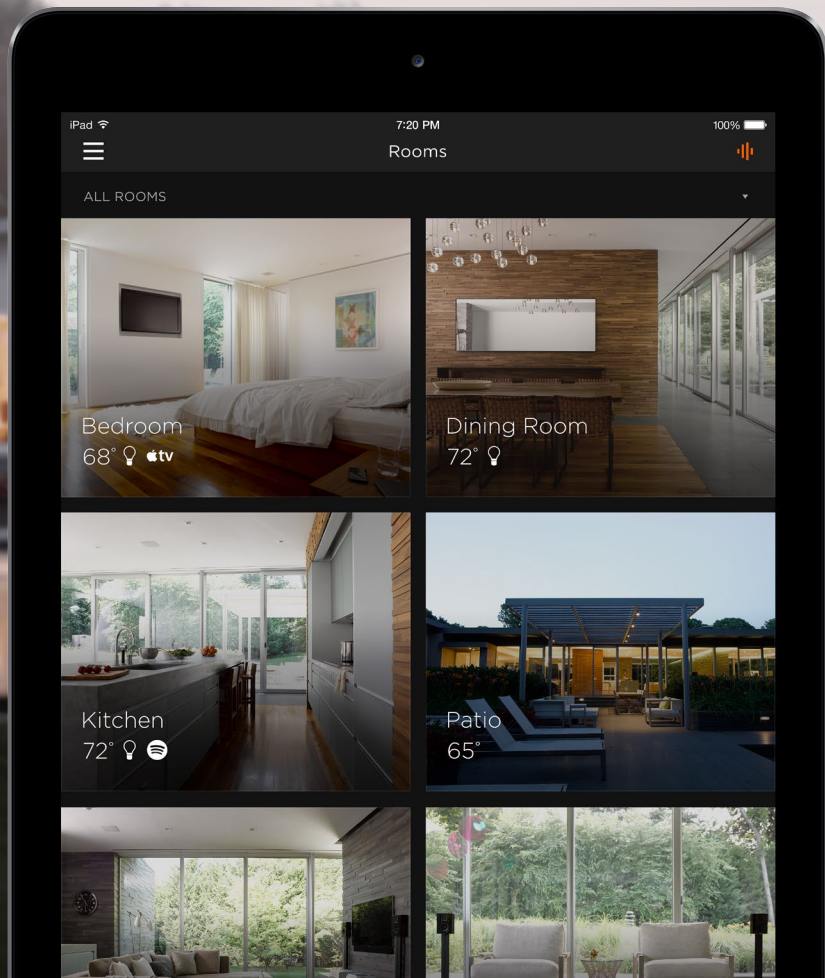 iPad
7:20 PM
100%
Rooms
ALL ROOMS
Bedroom
68° tv
Dining Room
72°
Kitchen
72°
Patio
65°